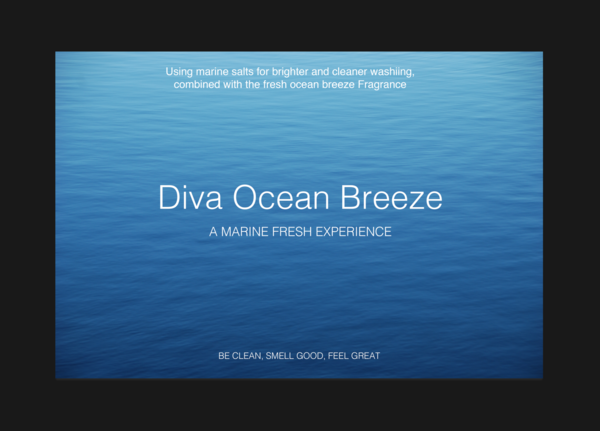 Using marine salts for brighter and cleaner washiing,
combined with the fresh ocean breeze Fragrance
Diva Ocean Breeze
A MARINE FRESH EXPERIENCE
BE CLEAN, SMELL GOOD, FEEL GREAT